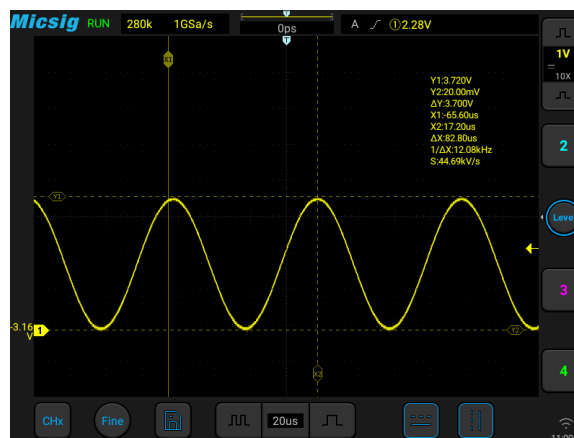 Micsig RUN 280k 1GSa/s 0ps A ①2.28V
T
X1
1V
10X
Y1:3.720V
Y2:20.00mV
ΔY:3.700V
X1:-65.60us
X2:17.20us
ΔX:82.80us
1/ΔX:12.08kHz
S:44.69kV/s
2
Y1
Leve
3
-3.16
V
1
Y2
X2
4
CHx Fine 20us